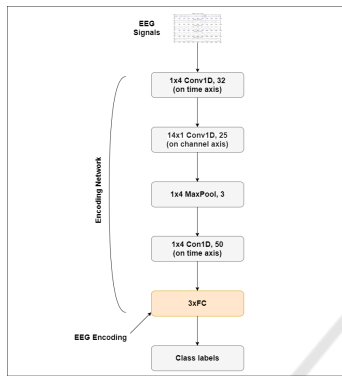 EEG
Signals
1x4 Conv1D, 32
(on time axis)
14x1 Conv1D, 25
(on channel axis)
1x4 MaxPool, 3
1x4 Con1D, 50
(on time axis)
Encoding Network
3xFC
EEG Encoding
Class labels